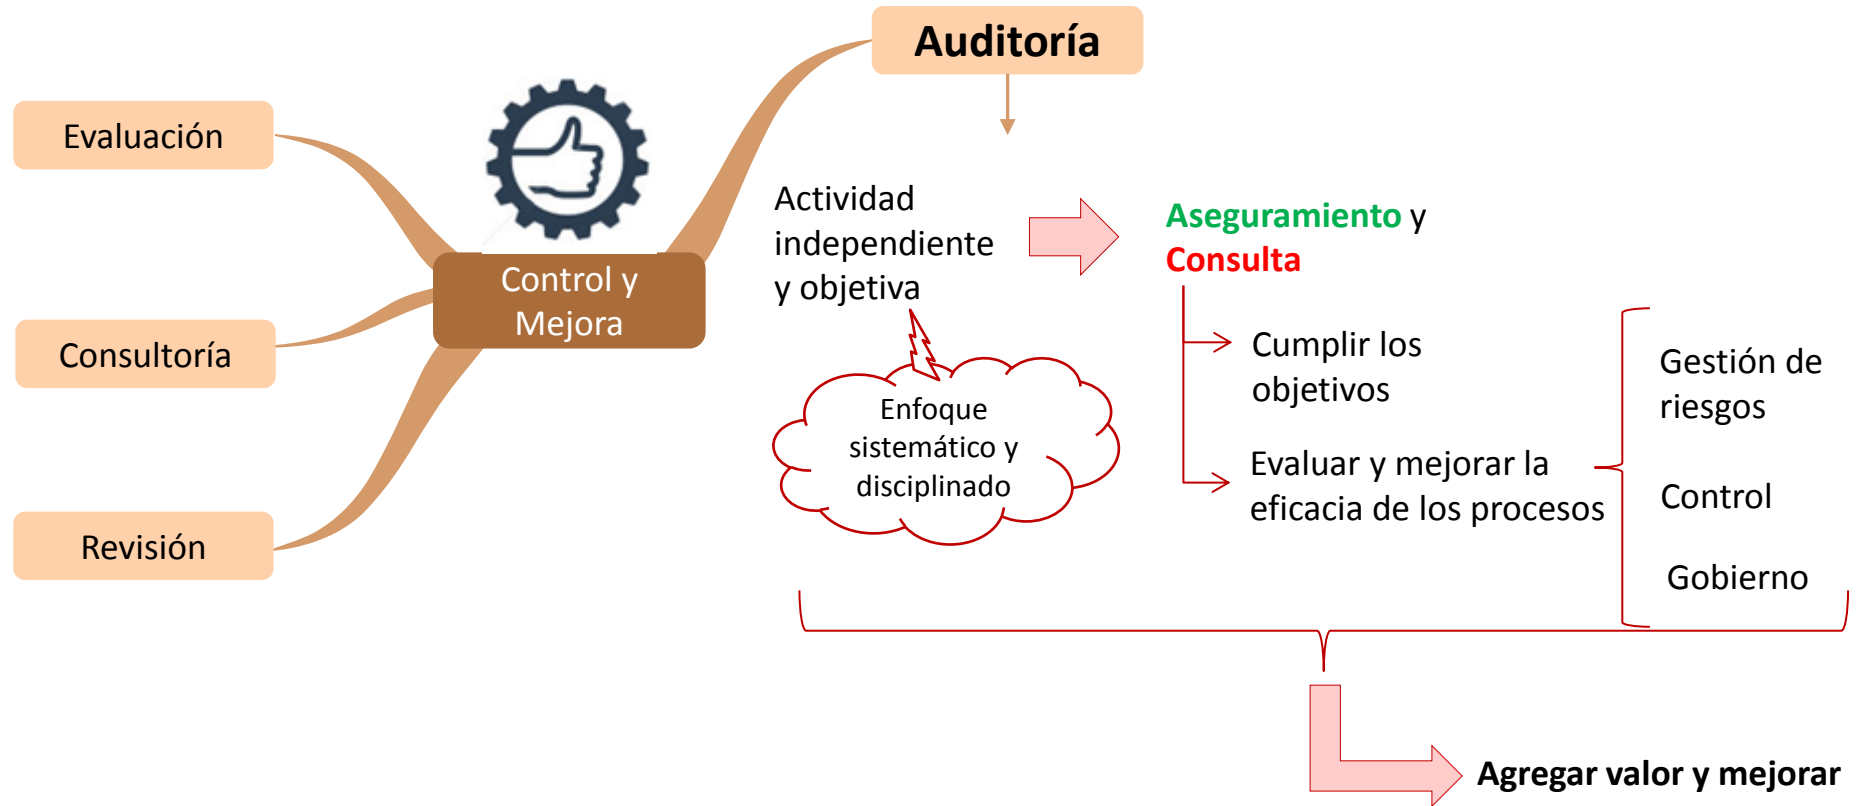 Auditoría
Evaluación
Consultoría
Revisión
Control y
Mejora
Actividad
independiente
y objetiva
Enfoque
sistemático y
disciplinado
Aseguramiento y
Consulta
Cumplir los
objetivos
Evaluar y mejorar la
eficacia de los procesos
Gestión de
riesgos
Control
Gobierno
Agregar valor y mejorar